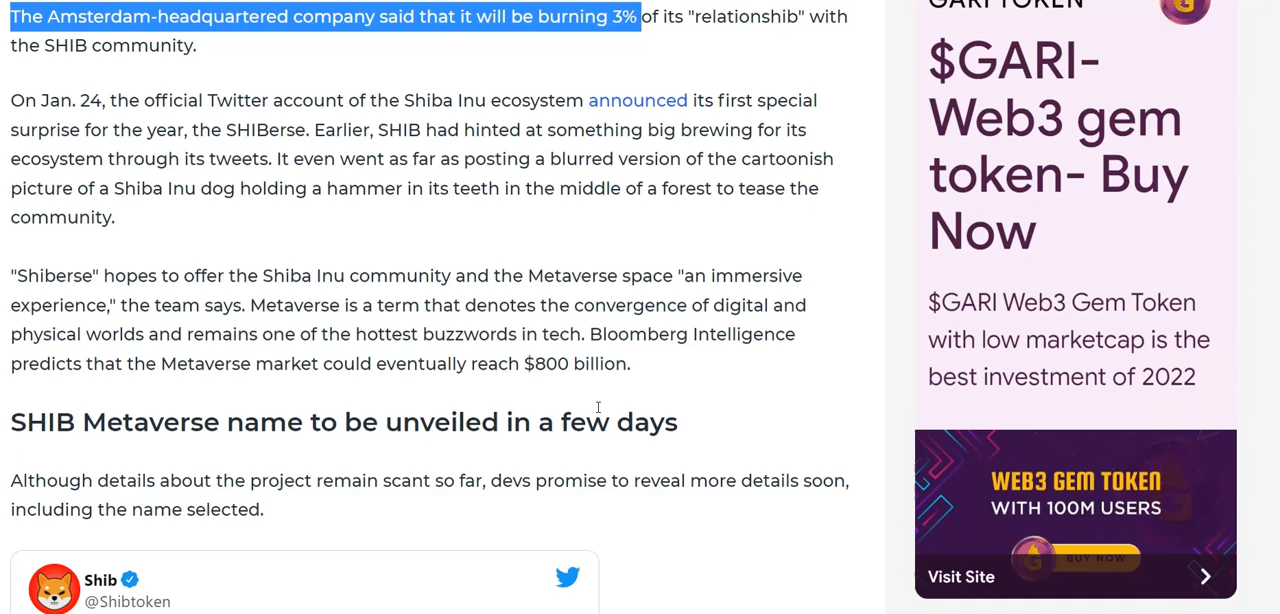 The Amsterdam-headquartered company said that it will be burning 3% of its "relationshib" with
the SHIB community.
On Jan. 24, the official Twitter account of the Shiba Inu ecosystem announced its first special
surprise for the year, the SHIBerse. Earlier, SHIB had hinted at something big brewing for its
ecosystem through its tweets. It even went as far as posting a blurred version of the cartoonish
picture of a Shiba Inu dog holding a hammer in its teeth in the middle of a forest to tease the
community.
"Shiberse" hopes to offer the Shiba Inu community and the Metaverse space "an immersive
experience," the team says. Metaverse is a term that denotes the convergence of digital and
physical worlds and remains one of the hottest buzzwords in tech. Bloomberg Intelligence
predicts that the Metaverse market could eventually reach $800 billion.
SHIB Metaverse name to be unveiled in a few days
Although details about the project remain scant so far, devs promise to reveal more details soon,
including the name selected.
Shib
@Shibtoken
GARI TOKEN
$GARI-
Web3 gem
token- Buy
Now
$GARI Web3 Gem Token
with low marketcap is the
best investment of 2022
WEB3 GEM TOKEN
WITH 100M USERS
BUY NOW
Visit Site